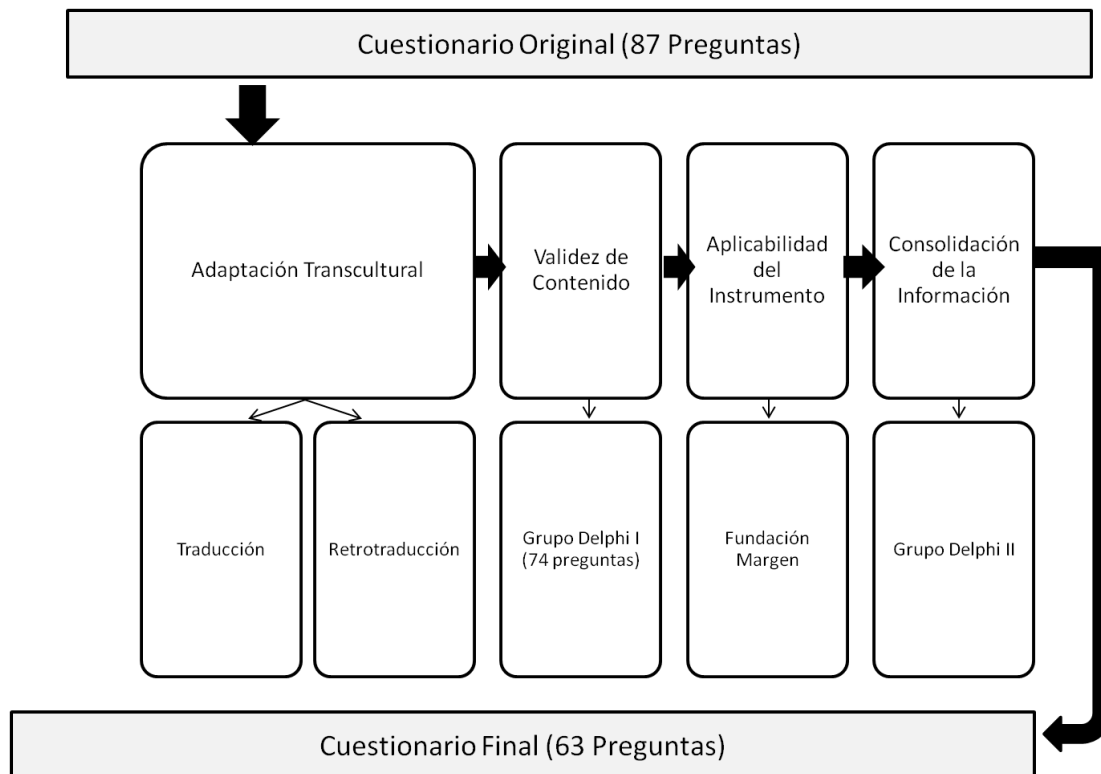 Cuestionario Original (87 Preguntas)
Adaptación Transcultural
Validez de
Contenido
Aplicabilidad
del
Instrumento
Consolidación
de la
Información
Traducción
Retrotraducción
Grupo Delphi I
(74 preguntas)
Fundación
Margen
Grupo Delphi II
Cuestionario Final (63 Preguntas)